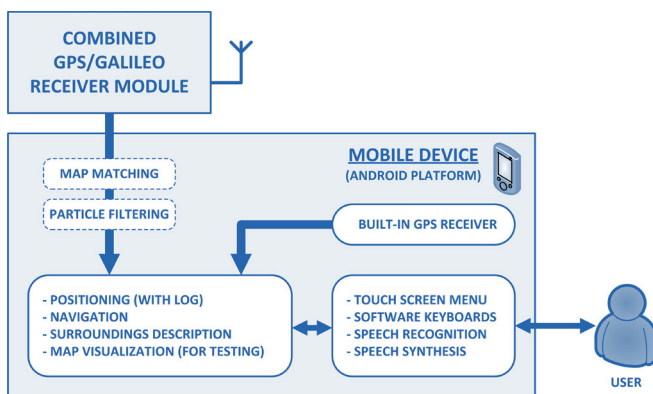 COMBINED
GPS/GALILEO
RECEIVER MODULE
MOBILE DEVICE
(ANDROID PLATFORM)
MAP MATCHING
PARTICLE FILTERING
BUILT-IN GPS RECEIVER
- POSITIONING (WITH LOG)
- NAVIGATION
- SURROUNDINGS DESCRIPTION
- MAP VISUALIZATION (FOR TESTING)
- TOUCH SCREEN MENU
- SOFTWARE KEYBOARDS
- SPEECH RECOGNITION
- SPEECH SYNTHESIS
USER